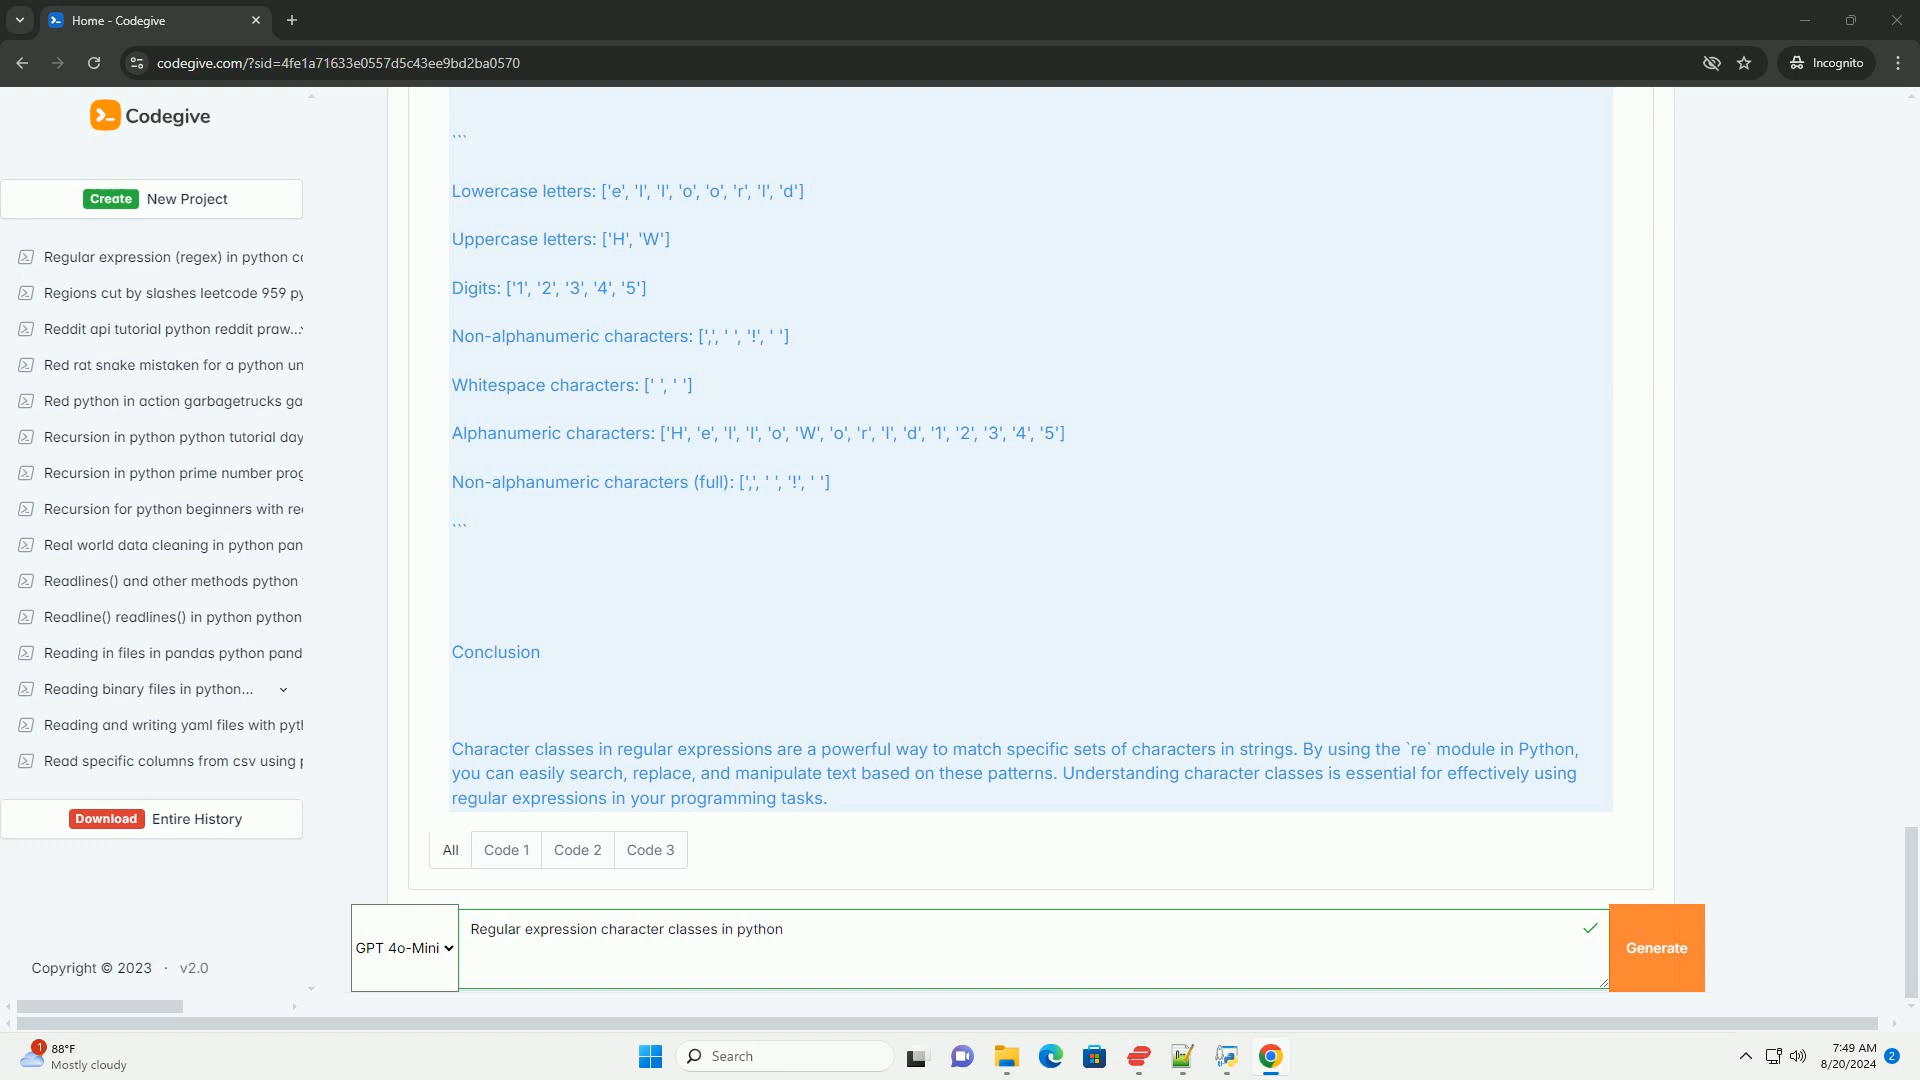 Home - Codegive
codegive.com/?sid=4fe1a71633e0557d5c43ee9bd2ba0570
Incognito
Codegive
Create New Project
Regular expression (regex) in python co
Regions cut by slashes leetcode 959 py
Reddit api tutorial python reddit praw...
Red rat snake mistaken for a python un
Red python in action garbagetrucks ga
Recursion in python python tutorial day
Recursion in python prime number prog
Recursion for python beginners with re
Real world data cleaning in python pan
Readlines() and other methods python
Readline() readlines() in python python
Reading in files in pandas python pand
Reading binary files in python...
Reading and writing yaml files with pyt
Read specific columns from csv using p
Download Entire History
Copyright © 2023 · v2.0
```
Lowercase letters: ['e', 'l', 'l', 'o', 'o', 'r', 'l', 'd']
Uppercase letters: ['H', 'W']
Digits: ['1', '2', '3', '4', '5']
Non-alphanumeric characters: [',', ' ', '!', ' ']
Whitespace characters: [' ', ' ']
Alphanumeric characters: ['H', 'e', 'l', 'l', 'o', 'W', 'o', 'r', 'l', 'd', '1', '2', '3', '4', '5']
Non-alphanumeric characters (full): [',', ' ', '!', ' ']
```
Conclusion
Character classes in regular expressions are a powerful way to match specific sets of characters in strings. By using the `re` module in Python,
you can easily search, replace, and manipulate text based on these patterns. Understanding character classes is essential for effectively using
regular expressions in your programming tasks.
All Code 1 Code 2 Code 3
GPT 4o-Mini
Regular expression character classes in python
Generate
1
88°F
Mostly cloudy
Search
7:49 AM
8/20/2024
2